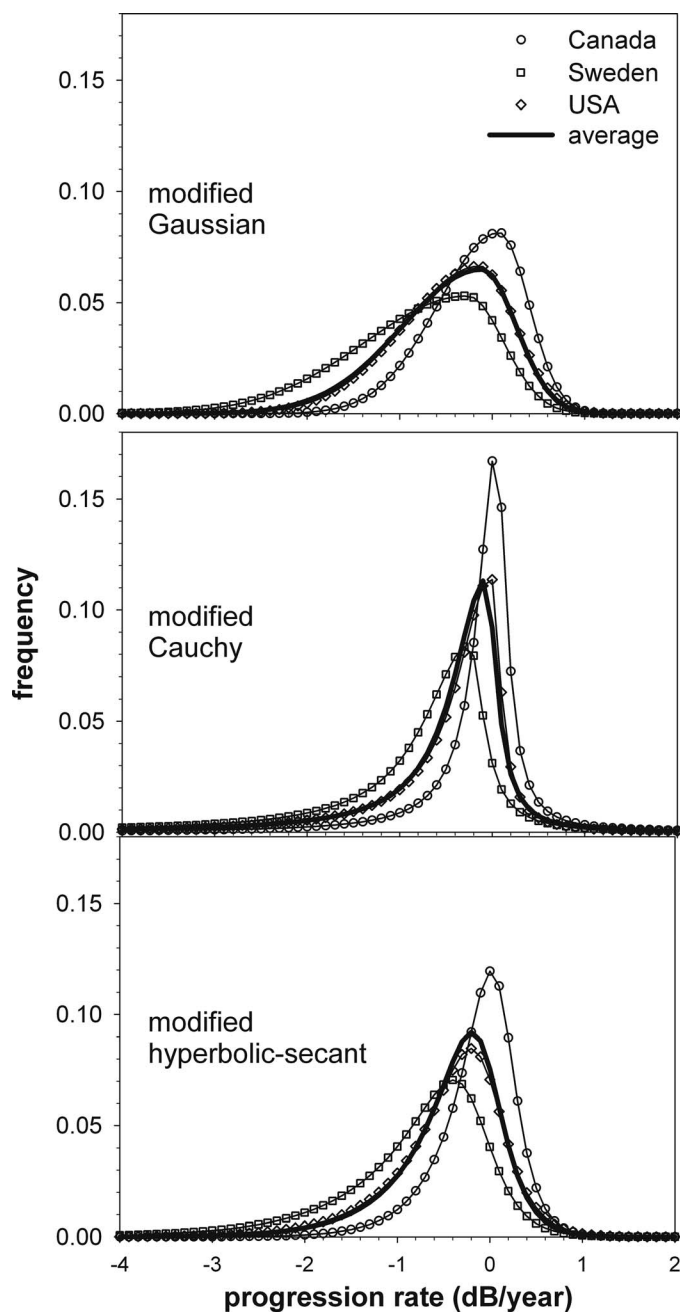 Canada
Sweden
USA
average
0.15
0.10
0.05
0.00
modified
Gaussian
0.15
0.10
0.05
0.00
modified
Cauchy
frequency
0.15
0.10
0.05
0.00
modified
hyperbolic-secant
-4 -3 -2 -1 0 1 2
progression rate (dB/year)